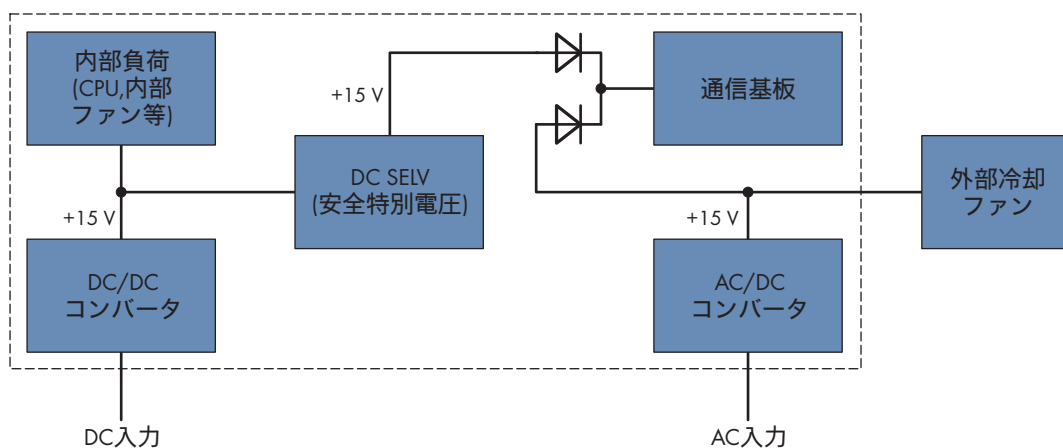 内部負荷
(CPU,内部
ファン等)
+15 V
通信基板
DC SELV
(安全特別電圧)
外部冷却
ファン
+15 V
+15 V
DC/DC
コンバータ
AC/DC
コンバータ
DC入力
AC入力